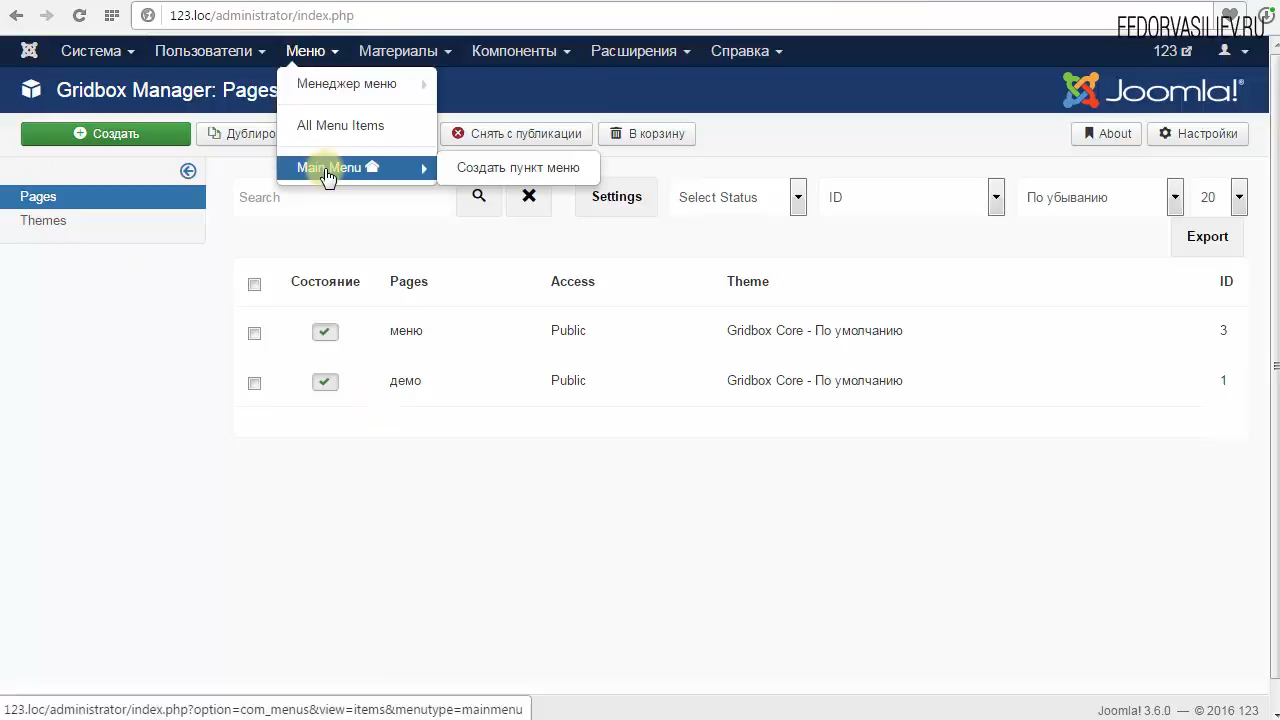 123.loc/administrator/index.php
FEDORVASILIEV.RU
Система Пользователи Меню Материалы Компоненты Расширения Справка 123
Gridbox Manager: Pages
Менеджер меню
Joomla!
Создать Дублиро Снять с публикации В корзину About Настройки
All Menu Items
Main Menu Создать пункт меню
Pages
Themes
Search Settings Select Status ID По убыванию 20
Export
Состояние Pages Access Theme ID
меню Public Gridbox Core - По умолчанию 3
демо Public Gridbox Core - По умолчанию 1
123.loc/administrator/index.php?option=com_menus&view=items&menutype=mainmenu
Joomla! 3.6.0 — © 2016 123